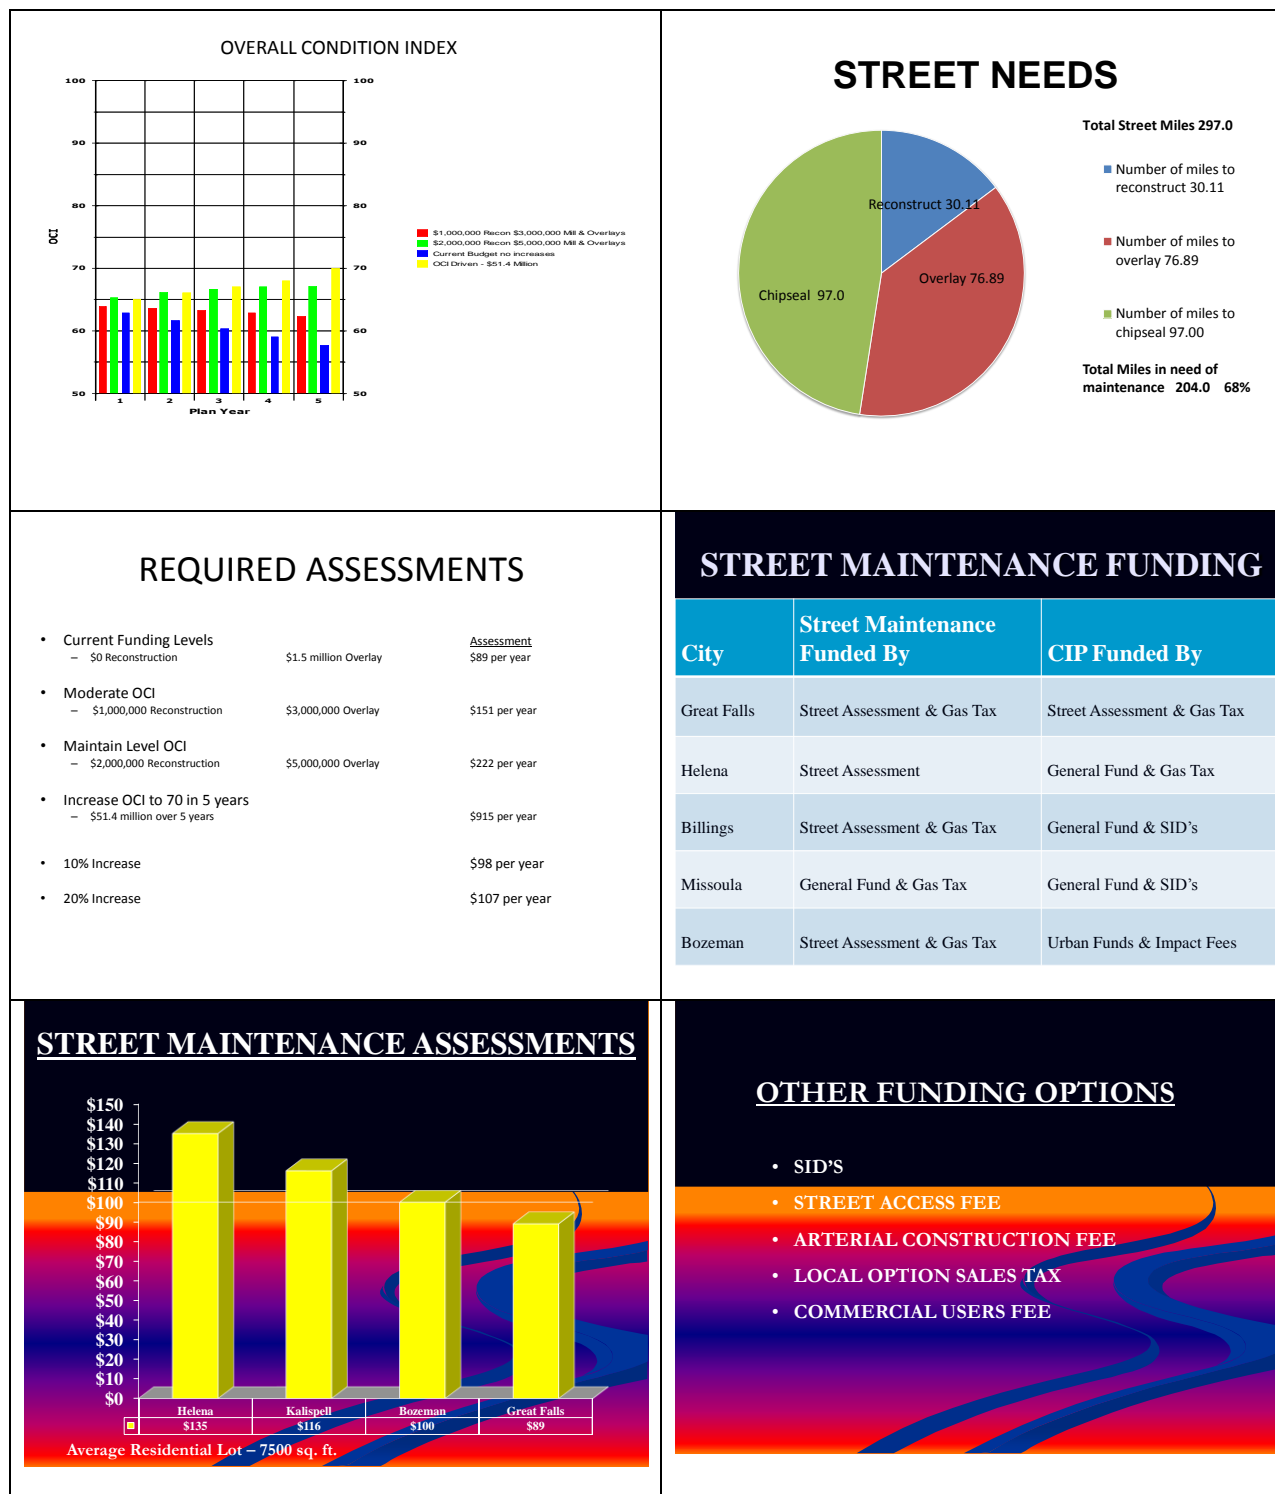 OVERALL CONDITION INDEX
100
90
80
70
60
50
100
90
80
70
60
50
OCI
1 2 3 4 5
Plan Year
$1,000,000 Recon $3,000,000 Mill & Overlays
$2,000,000 Recon $5,000,000 Mill & Overlays
Current Budget no increases
OCI Driven - $51.4 Million
STREET NEEDS
Total Street Miles 297.0
Reconstruct 30.11
Overlay 76.89
Chipseal 97.0
Number of miles to
reconstruct 30.11
Number of miles to
overlay 76.89
Number of miles to
chipseal 97.00
Total Miles in need of
maintenance 204.0 68%
REQUIRED ASSESSMENTS
• Current Funding Levels Assessment
– $0 Reconstruction $1.5 million Overlay $89 per year
• Moderate OCI
– $1,000,000 Reconstruction $3,000,000 Overlay $151 per year
• Maintain Level OCI
– $2,000,000 Reconstruction $5,000,000 Overlay $222 per year
• Increase OCI to 70 in 5 years
– $51.4 million over 5 years $915 per year
• 10% Increase $98 per year
• 20% Increase $107 per year
STREET MAINTENANCE FUNDING
City Street Maintenance Funded By CIP Funded By
Great Falls Street Assessment & Gas Tax Street Assessment & Gas Tax
Helena Street Assessment General Fund & Gas Tax
Billings Street Assessment & Gas Tax General Fund & SID's
Missoula General Fund & Gas Tax General Fund & SID's
Bozeman Street Assessment & Gas Tax Urban Funds & Impact Fees
STREET MAINTENANCE ASSESSMENTS
$150
$140
$130
$120
$110
$100
$90
$80
$70
$60
$50
$40
$30
$20
$10
$0
Helena Kalispell Bozeman Great Falls
$135 $116 $100 $89
Average Residential Lot – 7500 sq. ft.
OTHER FUNDING OPTIONS
• SID'S
• STREET ACCESS FEE
• ARTERIAL CONSTRUCTION FEE
• LOCAL OPTION SALES TAX
• COMMERCIAL USERS FEE